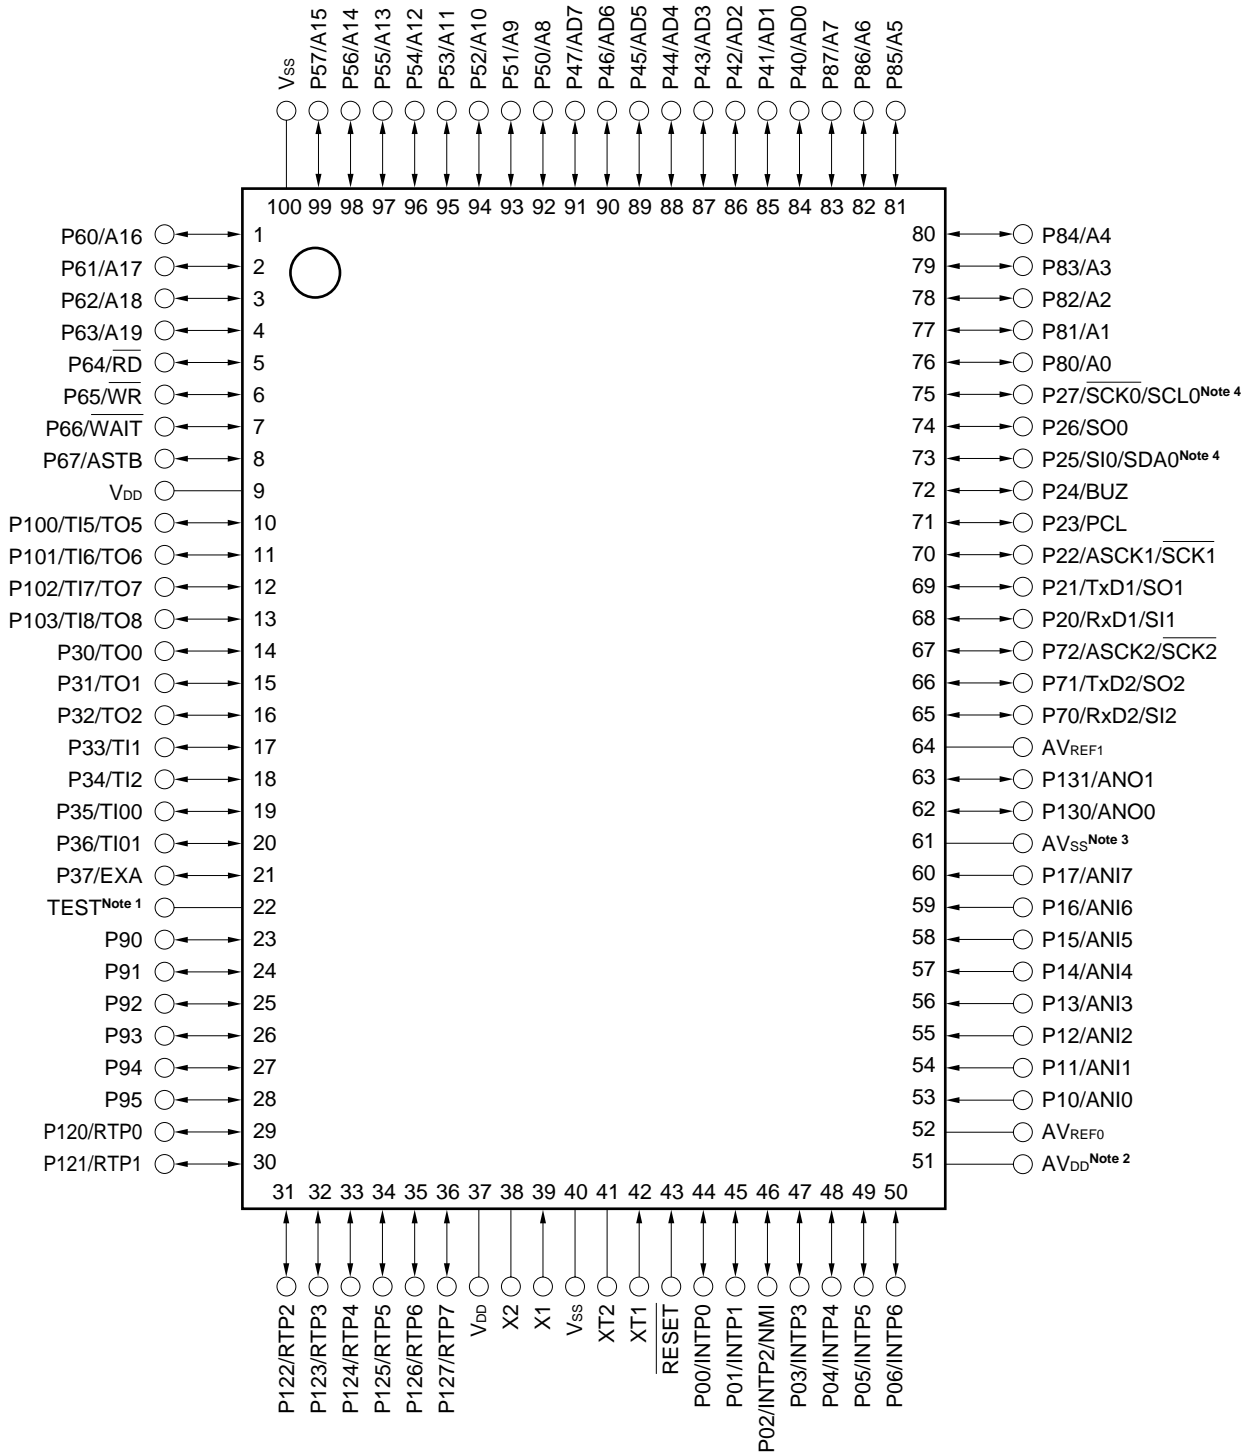 VSS
P57/A15
P56/A14
P55/A13
P54/A12
P53/A11
P52/A10
P51/A9
P50/A8
P47/AD7
P46/AD6
P45/AD5
P44/AD4
P43/AD3
P42/AD2
P41/AD1
P40/AD0
P87/A7
P86/A6
P85/A5
100 99 98 97 96 95 94 93 92 91 90 89 88 87 86 85 84 83 82 81
P60/A16 1
P61/A17 2
P62/A18 3
P63/A19 4
P64/RD 5
P65/WR 6
P66/WAIT 7
P67/ASTB 8
VDD 9
P100/TI5/TO5 10
P101/TI6/TO6 11
P102/TI7/TO7 12
P103/TI8/TO8 13
P30/TO0 14
P31/TO1 15
P32/TO2 16
P33/TI1 17
P34/TI2 18
P35/TI00 19
P36/TI01 20
P37/EXA 21
TEST Note 1 22
P90 23
P91 24
P92 25
P93 26
P94 27
P95 28
P120/RTP0 29
P121/RTP1 30
80 P84/A4
79 P83/A3
78 P82/A2
77 P81/A1
76 P80/A0
75 P27/SCK0/SCL0 Note 4
74 P26/SO0
73 P25/SI0/SDA0 Note 4
72 P24/BUZ
71 P23/PCL
70 P22/ASCK1/SCK1
69 P21/TxD1/SO1
68 P20/RxD1/SI1
67 P72/ASCK2/SCK2
66 P71/TxD2/SO2
65 P70/RxD2/SI2
64 AVREF1
63 P131/ANO1
62 P130/ANO0
61 AVSS Note 3
60 P17/ANI7
59 P16/ANI6
58 P15/ANI5
57 P14/ANI4
56 P13/ANI3
55 P12/ANI2
54 P11/ANI1
53 P10/ANI0
52 AVREF0
51 AVDD Note 2
31 32 33 34 35 36 37 38 39 40 41 42 43 44 45 46 47 48 49 50
P122/RTP2
P123/RTP3
P124/RTP4
P125/RTP5
P126/RTP6
P127/RTP7
VDD
X2
X1
VSS
XT2
XT1
RESET
P00/INTP0
P01/INTP1
P02/INTP2/NMI
P03/INTP3
P04/INTP4
P05/INTP5
P06/INTP6